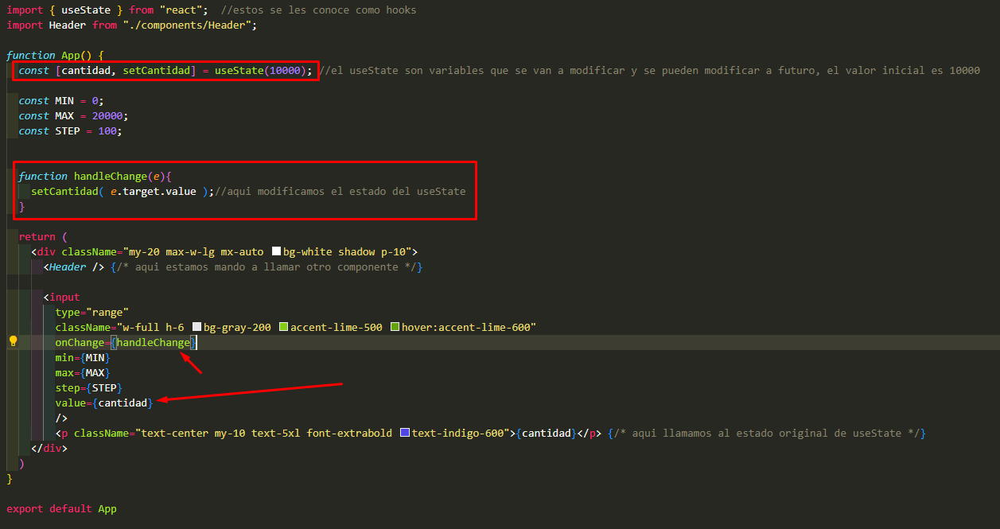 import { useState } from "react";  //estos se les conoce como hooks
import Header from "./components/Header";
function App() {
const [cantidad, setCantidad] = useState(10000); //el useState son variables que se van a modificar y se pueden modificar a futuro, el valor inicial es 10000
const MIN = 0;
const MAX = 20000;
const STEP = 100;
function handleChange(e){
setCantidad( e.target.value );//aqui modificamos el estado del useState
}
return (
<div className="my-20 max-w-lg mx-auto bg-white shadow p-10">
<Header /> {/* aqui estamos mando a llamar otro componente */}
<input
type="range"
className="w-full h-6 bg-gray-200 accent-lime-500 hover:accent-lime-600"
onChange={handleChange}
min={MIN}
max={MAX}
step={STEP}
value={cantidad}
/>
<p className="text-center my-10 text-5xl font-extrabold text-indigo-600">{cantidad}</p> {/* aqui llamamos al estado original de useState */}
</div>
)
}
export default App